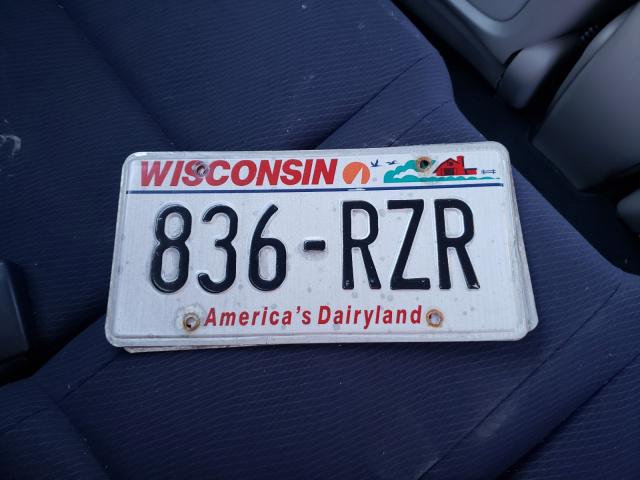 WISCONSIN
836-RZR
America's Dairyland